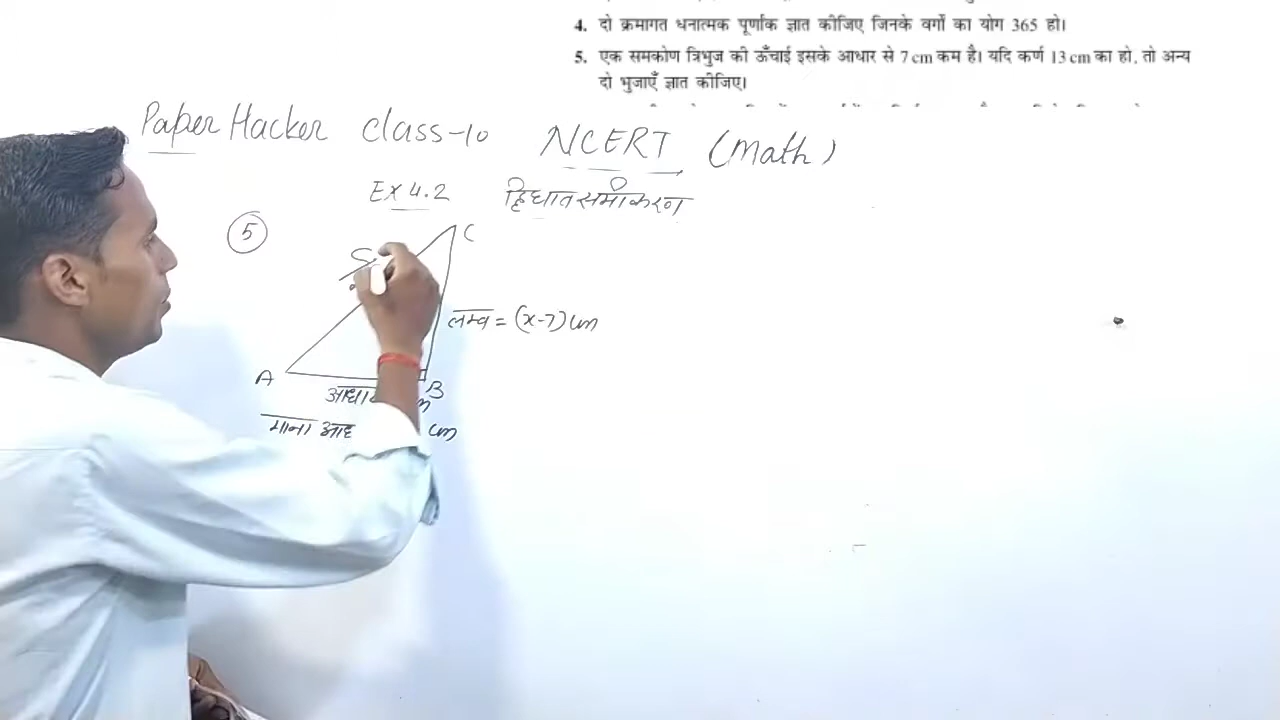 4. दो क्रमागत धनात्मक पूर्णांक ज्ञात कीजिए जिनके वर्गों का योग 365 हो।
5. एक समकोण त्रिभुज की ऊँचाई इसके आधार से 7 cm कम है। यदि कर्ण 13 cm का हो, तो अन्य
दो भुजाएँ ज्ञात कीजिए।
Paper Hacker class-10 NCERT (math)
Ex 4.2 द्विघात समीकरण
5
C
लम्ब = (x-7) cm
A
B
माना
cm